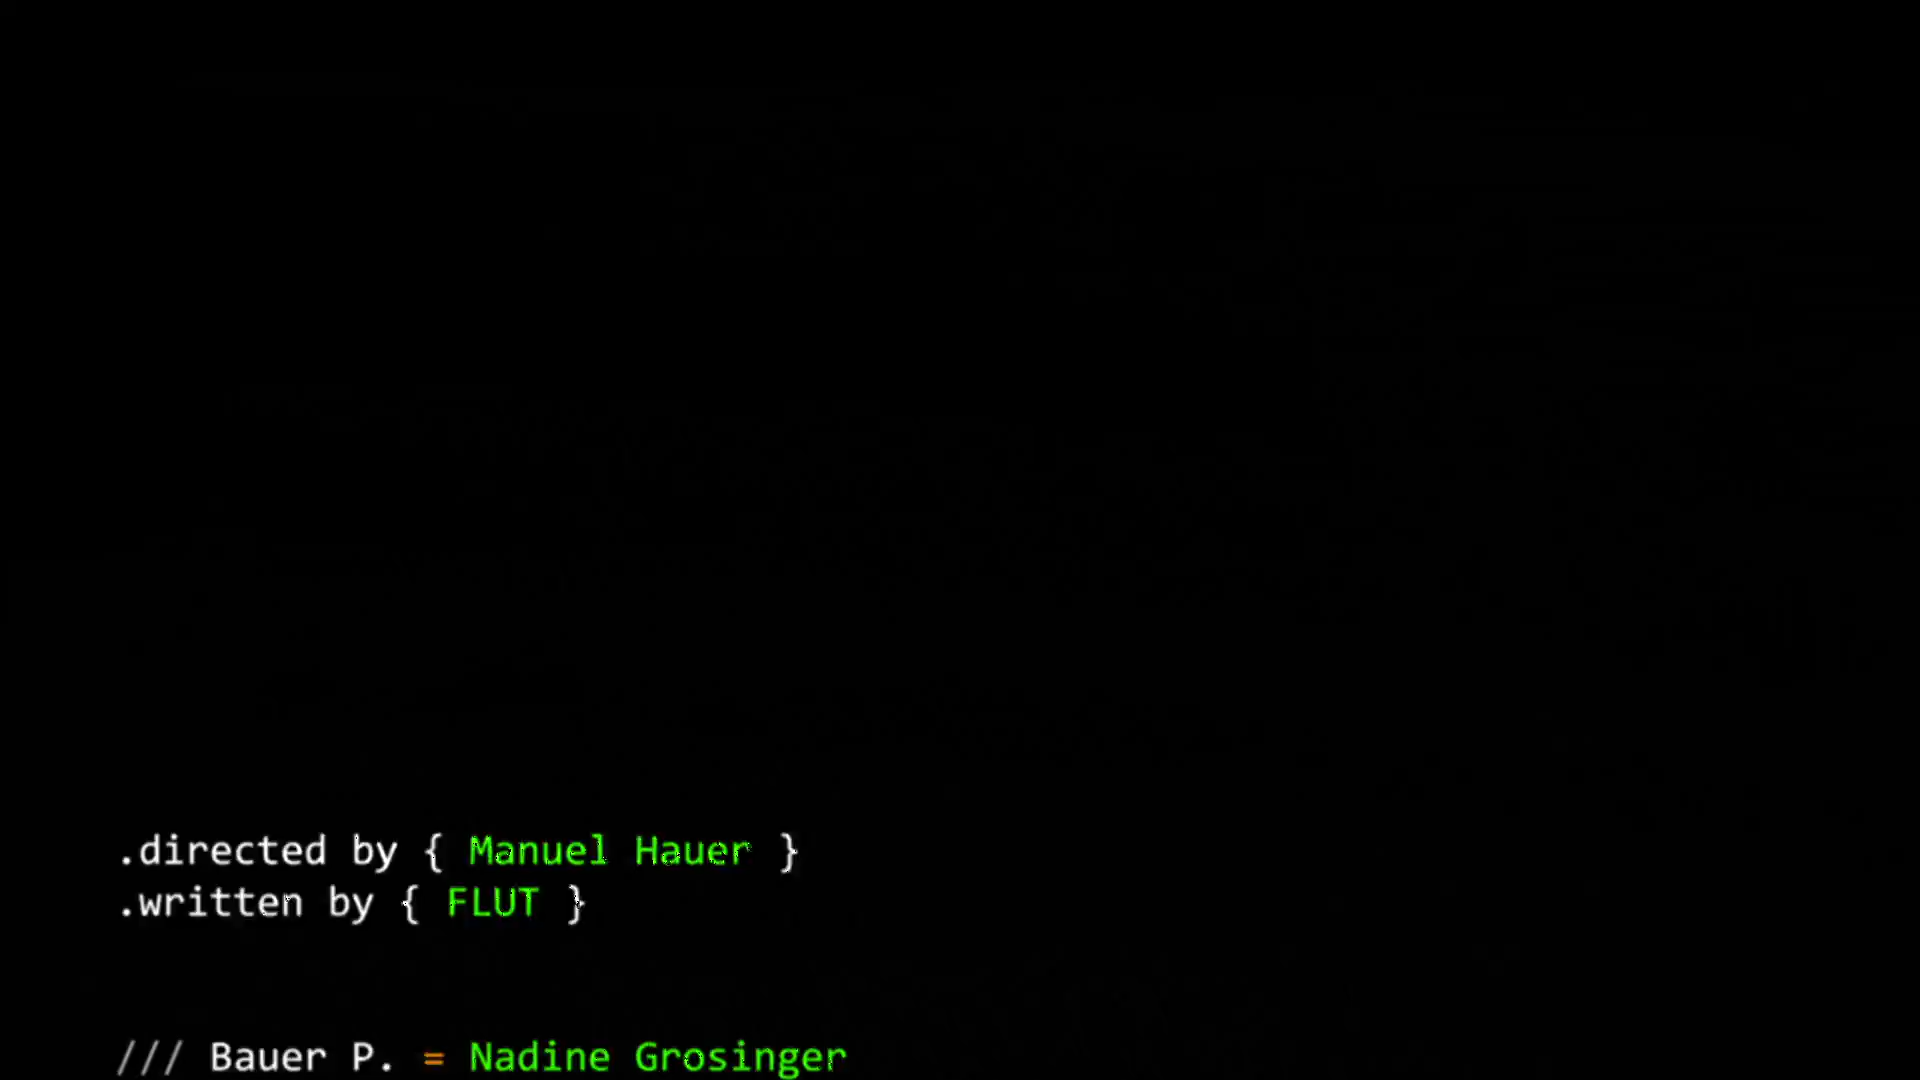 .directed by { Manuel Hauer }
.written by { FLUT }
/// Bauer P. = Nadine Grosinger